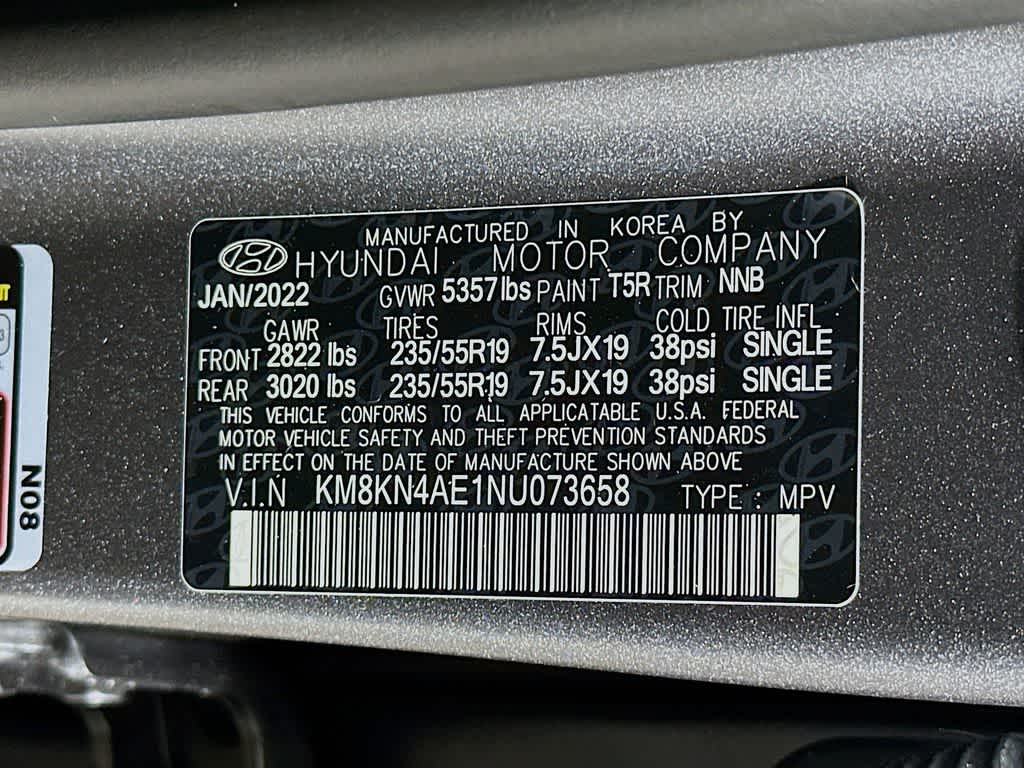 MANUFACTURED IN KOREA BY
HYUNDAI MOTOR COMPANY
JAN/2022 GVWR 5357 lbs PAINT T5R TRIM NNB
GAWR TIRES RIMS COLD TIRE INFL
FRONT 2822 lbs 235/55R19 7.5JX19 38psi SINGLE
REAR 3020 lbs 235/55R19 7.5JX19 38psi SINGLE
THIS VEHICLE CONFORMS TO ALL APPLICATABLE U.S.A. FEDERAL
MOTOR VEHICLE SAFETY AND THEFT PREVENTION STANDARDS
IN EFFECT ON THE DATE OF MANUFACTURE SHOWN ABOVE
V.I.N KM8KN4AE1NU073658 TYPE : MPV
N08